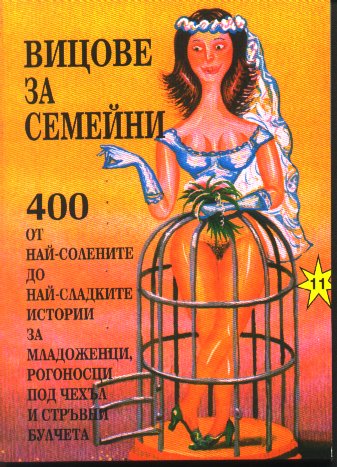 ВИЦОВЕ
ЗА
СЕМЕЙНИ
400
ОТ
НАЙ-СОЛЕНИТЕ
ДО
НАЙ-СЛАДКИТЕ
ИСТОРИИ
ЗА
МЛАДОЖЕНЦИ,
РОГОНОСЦИ
ПОД ЧЕХЪЛ
И СТРЪВНИ
БУЛЧЕТА
11